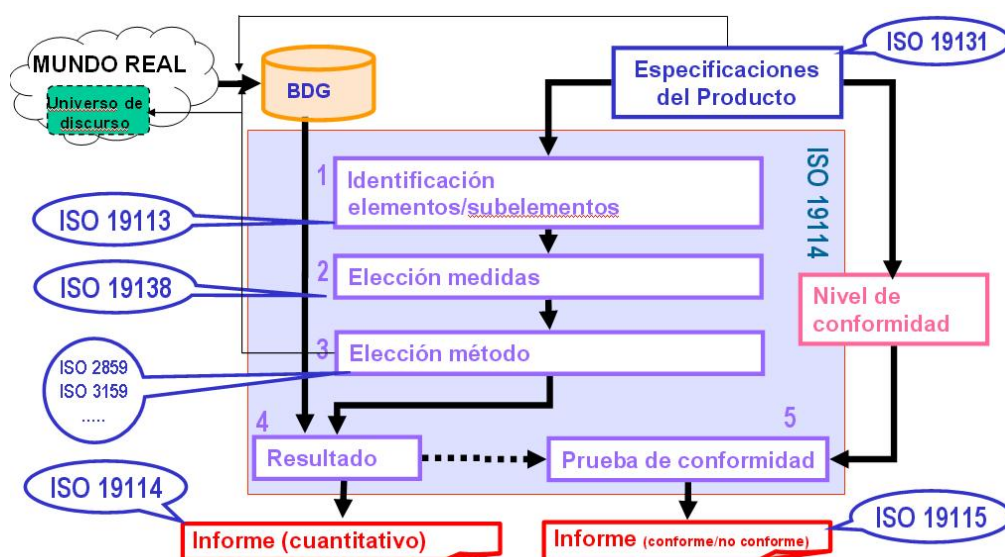 ISO 19131
MUNDO REAL
Universo de
discurso
BDG
Especificaciones
del Producto
1
Identificación
elementos/subelementos
ISO 19114
ISO 19113
2
Elección medidas
ISO 19138
Nivel de
conformidad
3
Elección método
ISO 2859
ISO 3159
.....
4
Resultado
5
Prueba de conformidad
ISO 19114
Informe (cuantitativo)
Informe (conforme/no conforme)
ISO 19115